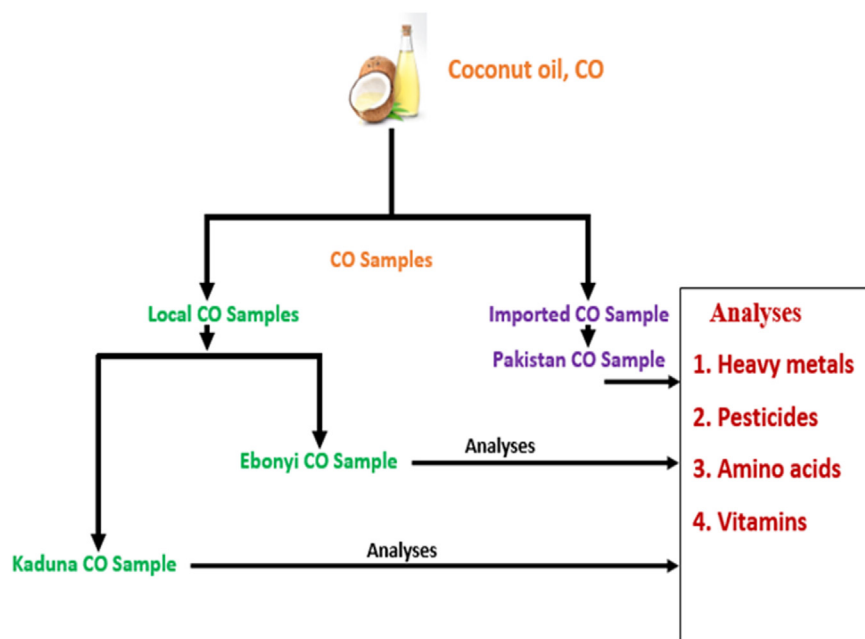 Coconut oil, CO
CO Samples
Local CO Samples
Imported CO Sample
Pakistan CO Sample
Ebonyi CO Sample
Analyses
Kaduna CO Sample
Analyses
Analyses
1. Heavy metals
2. Pesticides
3. Amino acids
4. Vitamins